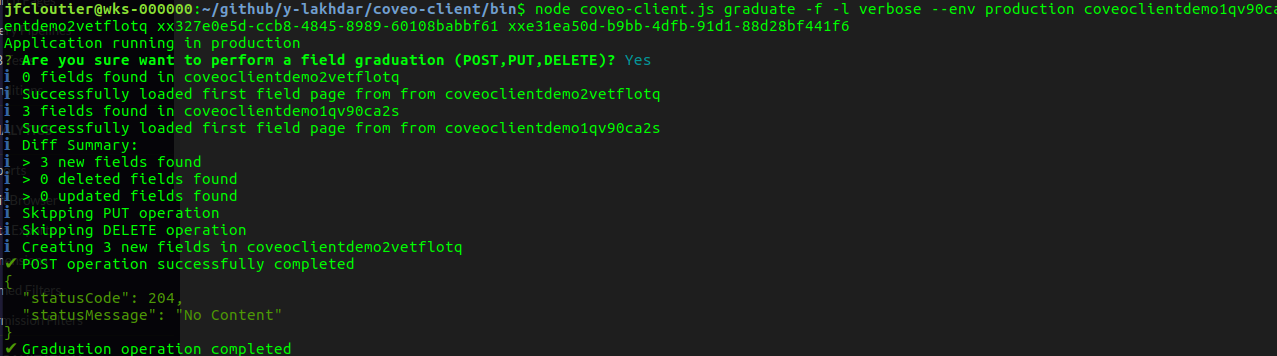 jfcloutier@wks-000000:~/github/y-lakhdar/coveo-client/bin$ node coveo-client.js graduate -f -l verbose --env production coveoclientdemo1qv90ca
entdemo2vetflotq xx327e0e5d-ccb8-4845-8989-60108babbf61 xxe31ea50d-b9bb-4dfb-91d1-88d28bf441f6
Application running in production
? Are you sure want to perform a field graduation (POST,PUT,DELETE)? Yes
i 0 fields found in coveoclientdemo2vetflotq
i Successfully loaded first field page from from coveoclientdemo2vetflotq
i 3 fields found in coveoclientdemo1qv90ca2s
i Successfully loaded first field page from from coveoclientdemo1qv90ca2s
i Diff Summary:
i > 3 new fields found
i > 0 deleted fields found
i > 0 updated fields found
i Skipping PUT operation
i Skipping DELETE operation
i Creating 3 new fields in coveoclientdemo2vetflotq
✔ POST operation successfully completed
{
"statusCode": 204,
"statusMessage": "No Content"
}
✔ Graduation operation completed